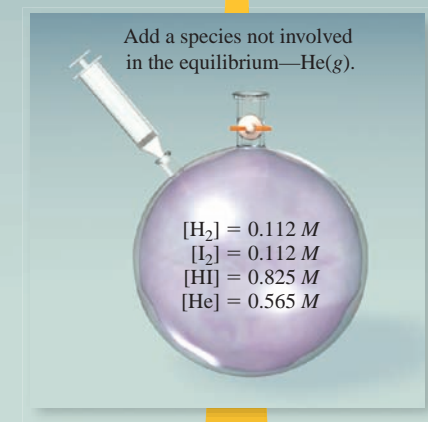 Add a species not involved
in the equilibrium—He(g).
[H₂] = 0.112 M
[I₂] = 0.112 M
[HI] = 0.825 M
[He] = 0.565 M